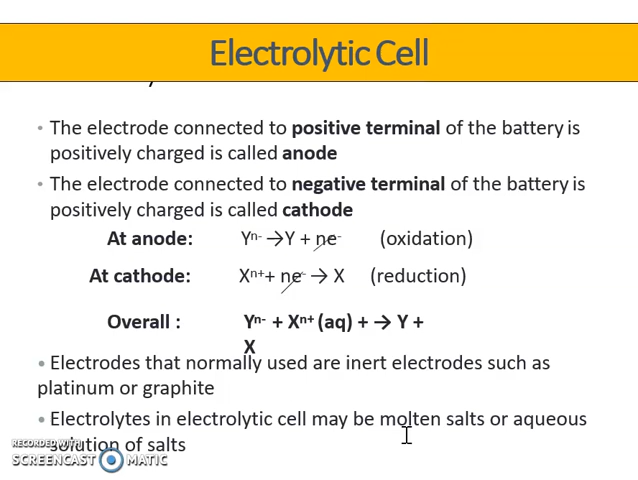 Electrolytic Cell
• The electrode connected to positive terminal of the battery is
positively charged is called anode
• The electrode connected to negative terminal of the battery is
positively charged is called cathode
At anode: Yⁿ⁻ → Y + ne⁻ (oxidation)
At cathode: Xⁿ⁺ + ne⁻ → X (reduction)
Overall : Yⁿ⁻ + Xⁿ⁺ (aq) + → Y +
X
• Electrodes that normally used are inert electrodes such as
platinum or graphite
• Electrolytes in electrolytic cell may be molten salts or aqueous
solution of salts
RECORDED WITH
SCREENCAST MATIC